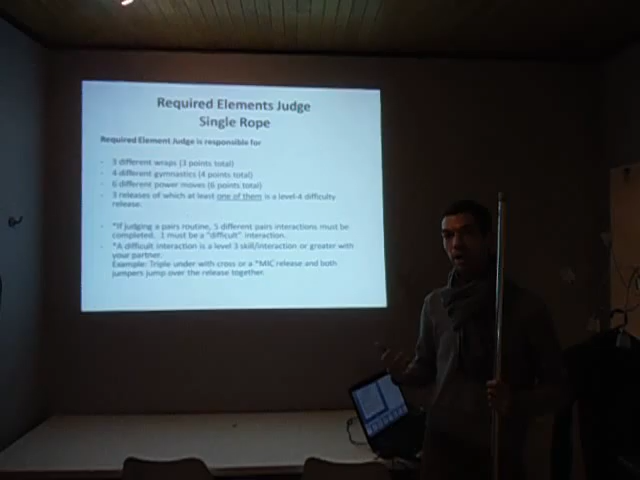 Required Elements Judge
Single Rope
Required Element Judge is responsible for
- 3 different wraps (3 points total)
- 4 different gymnastics (4 points total)
- 6 different power moves (6 points total)
- 3 releases of which at least one of them is a level-4 difficulty
release.
- *If judging a pairs routine, 5 different pairs interactions must be
completed. 1 must be a "difficult" interaction.
- *A difficult interaction is a level 3 skill/interaction or greater with
your partner.
Example: Triple under with cross or a *MIC release and both
jumpers jump over the release together.